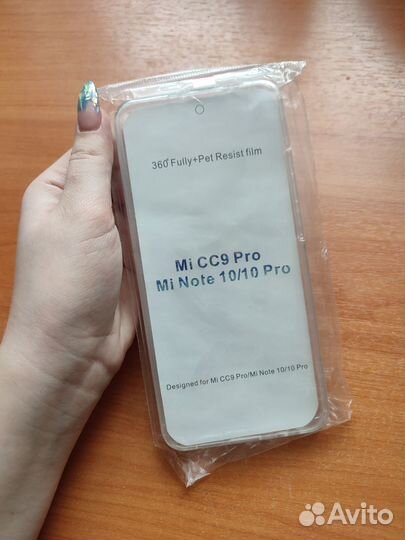 360°Fully+Pet Resist film
Mi CC9 Pro
Mi Note 10/10 Pro
Designed for Mi CC9 Pro/Mi Note 10/10 Pro
Avito